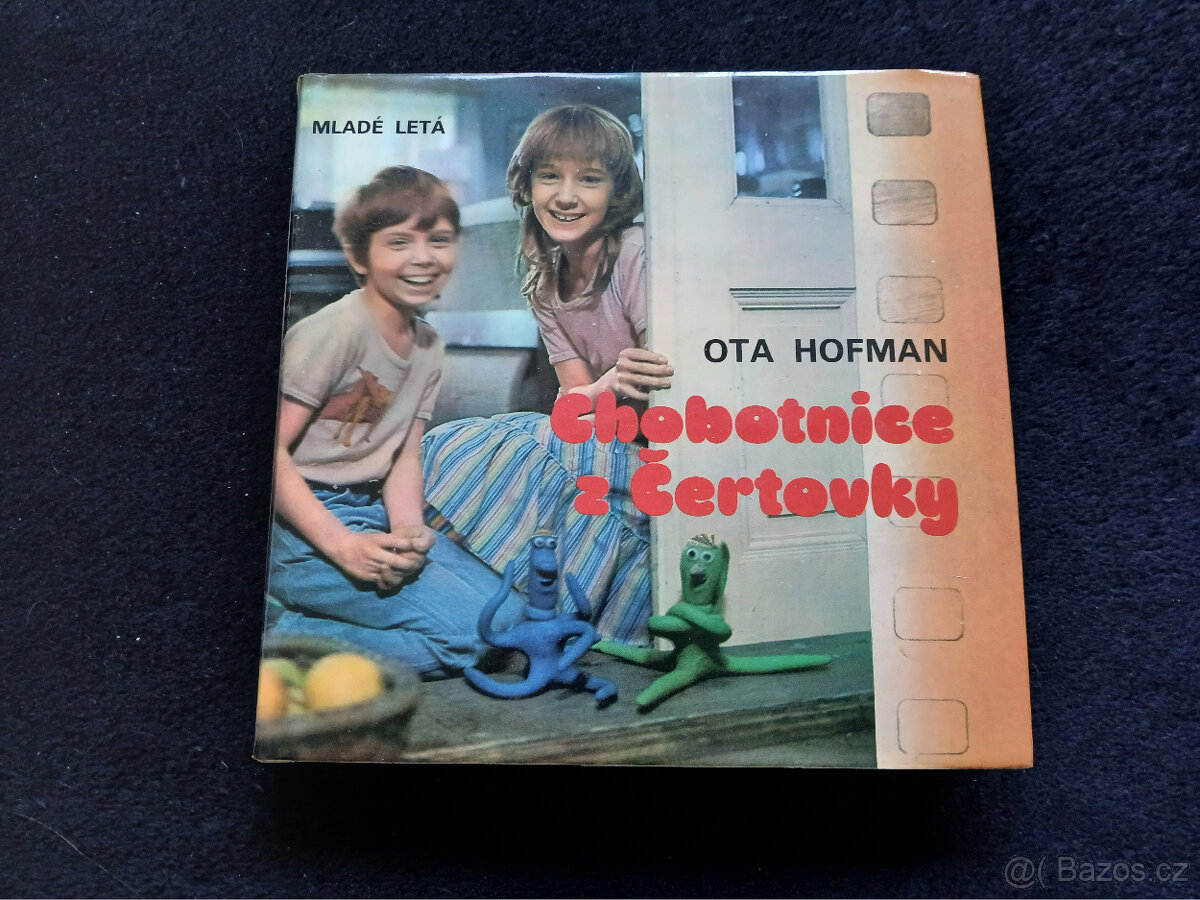 MLADÉ LETÁ
OTA HOFMAN
Chobotnice
z Čertovky
@( Bazos.cz